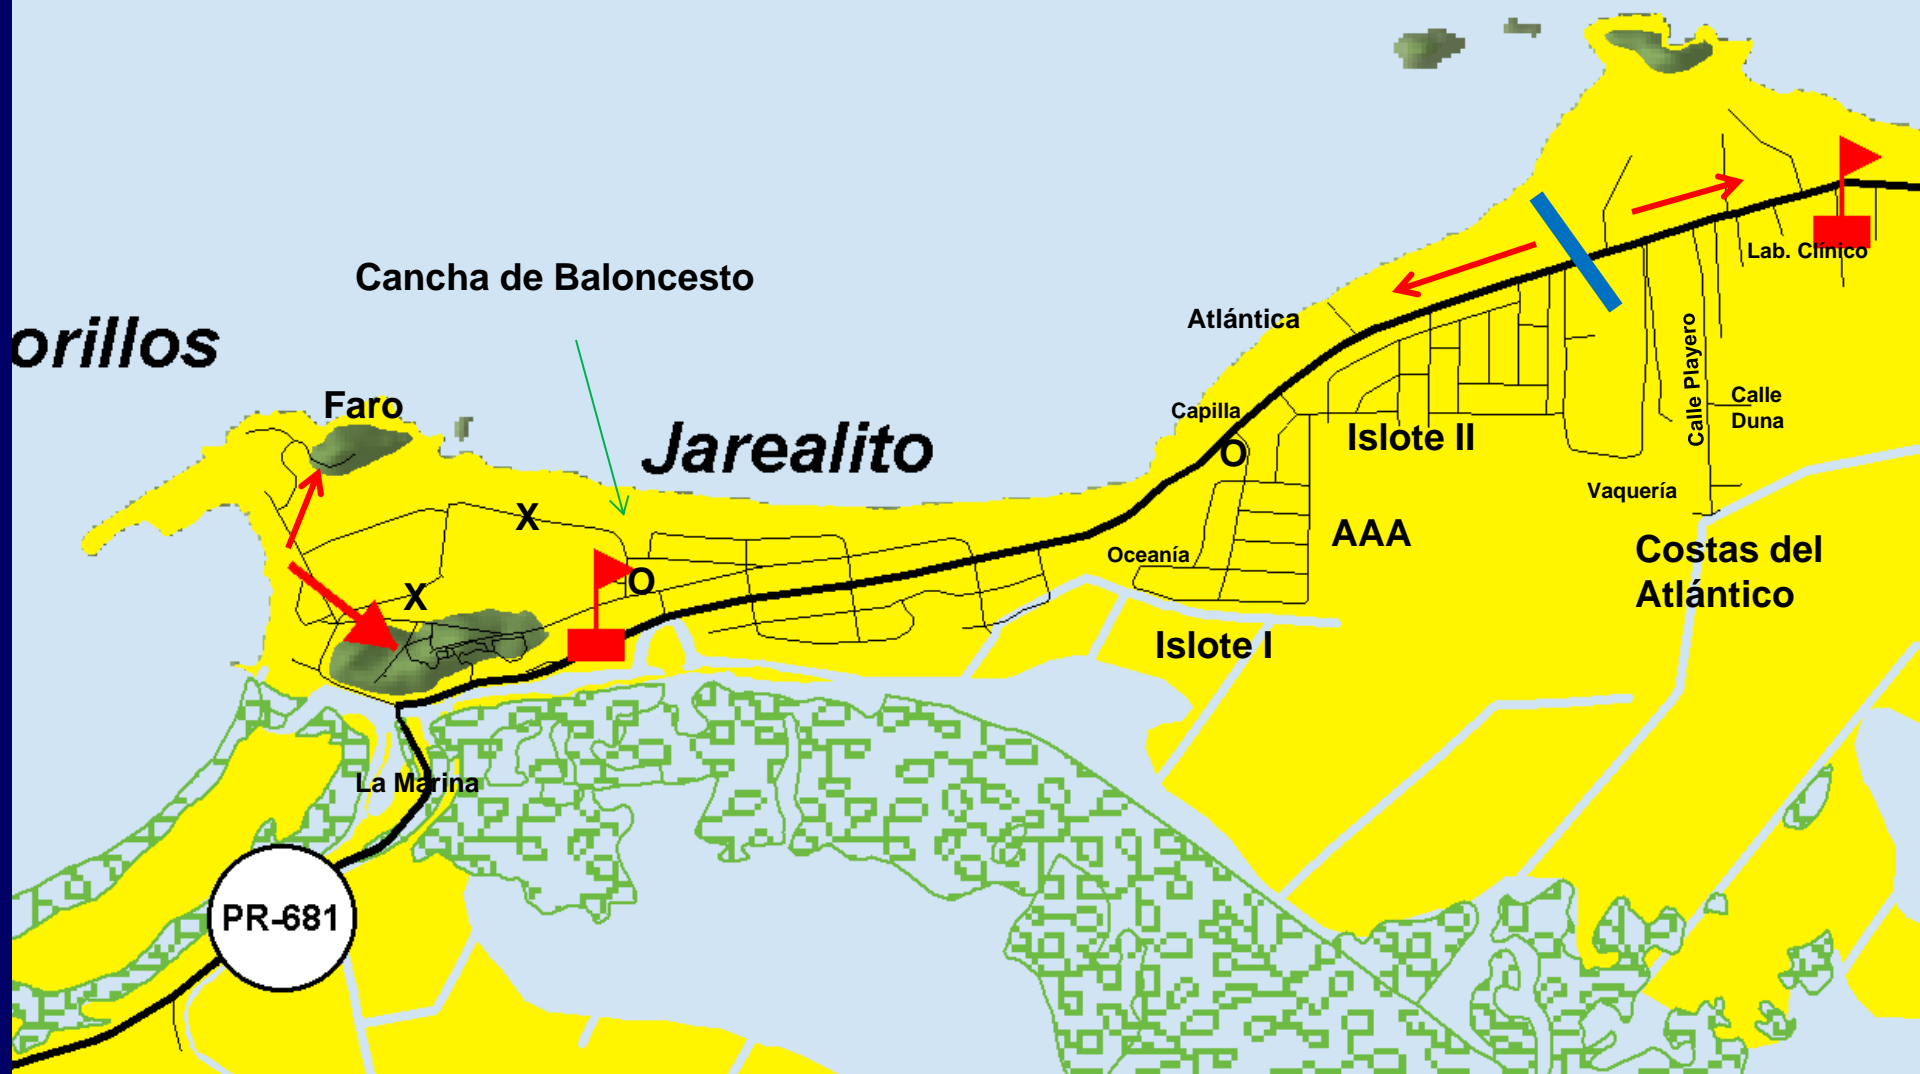 Cancha de Baloncesto
orillos
Faro
Jarealito
Atlántica
Capilla
O
Islote II
Lab. Clínico
Calle Playero
Calle
Duna
Vaquería
X
X
O
Oceanía
AAA
Costas del
Atlántico
Islote I
La Marina
PR-681